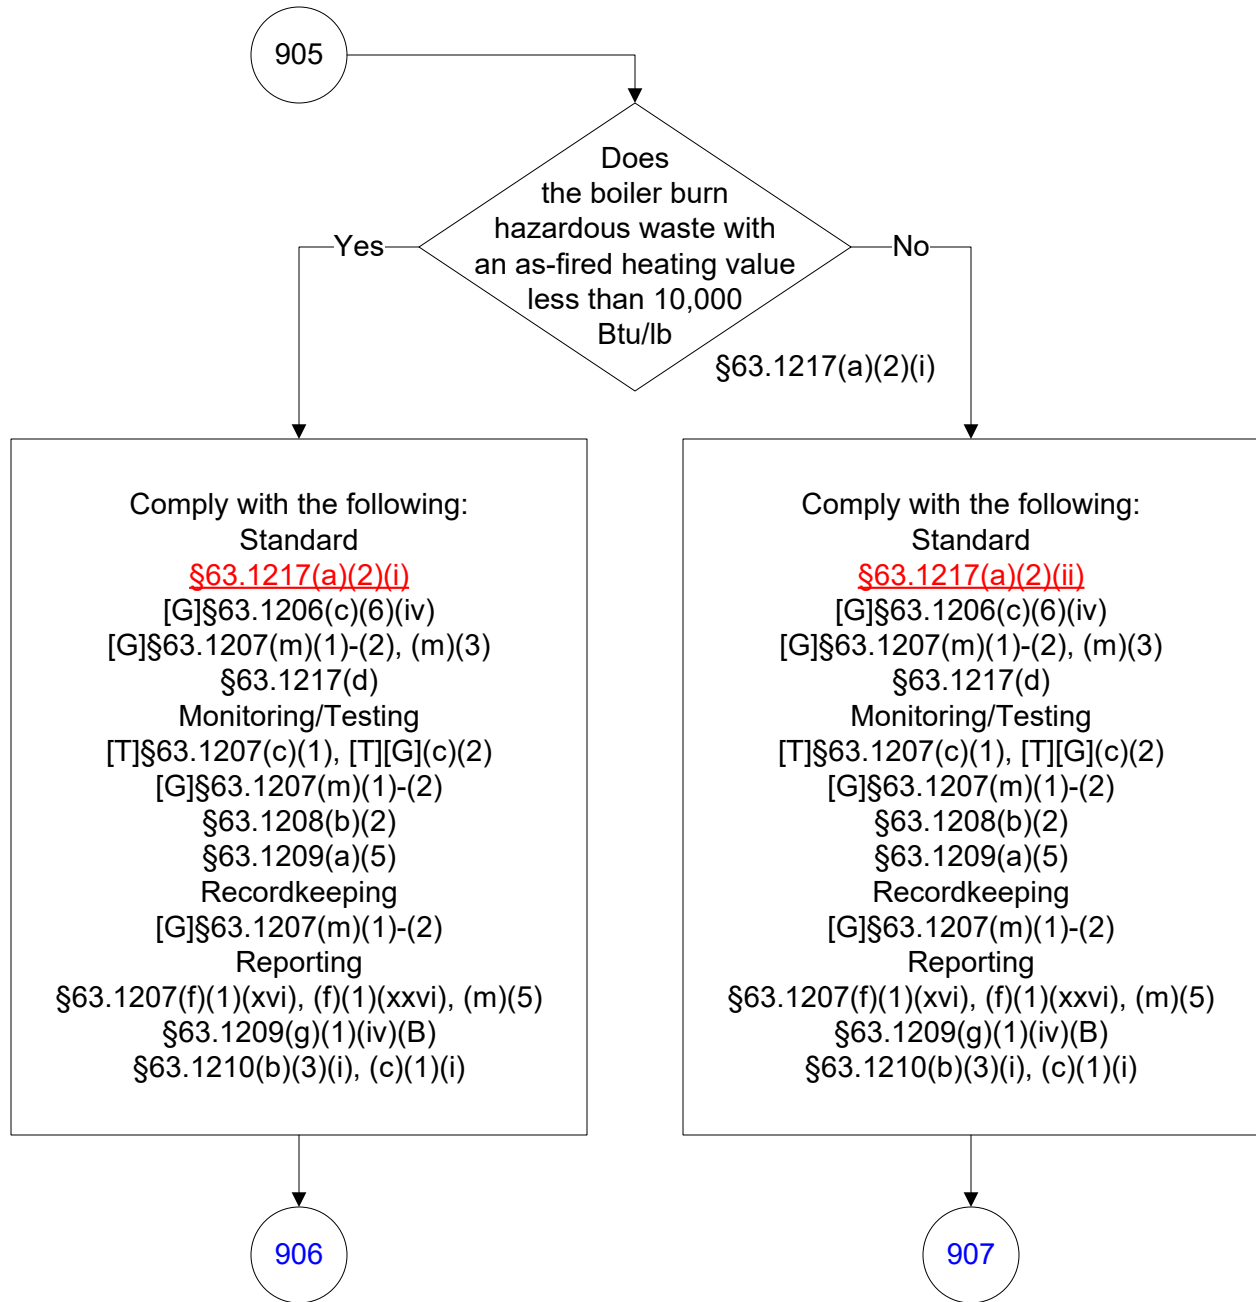 905
Does
the boiler burn
hazardous waste with
an as-fired heating value
less than 10,000
Btu/lb
Yes
No
§63.1217(a)(2)(i)
Comply with the following:
Standard
§63.1217(a)(2)(i)
[G]§63.1206(c)(6)(iv)
[G]§63.1207(m)(1)-(2), (m)(3)
§63.1217(d)
Monitoring/Testing
[T]§63.1207(c)(1), [T][G](c)(2)
[G]§63.1207(m)(1)-(2)
§63.1208(b)(2)
§63.1209(a)(5)
Recordkeeping
[G]§63.1207(m)(1)-(2)
Reporting
§63.1207(f)(1)(xvi), (f)(1)(xxvi), (m)(5)
§63.1209(g)(1)(iv)(B)
§63.1210(b)(3)(i), (c)(1)(i)
Comply with the following:
Standard
§63.1217(a)(2)(ii)
[G]§63.1206(c)(6)(iv)
[G]§63.1207(m)(1)-(2), (m)(3)
§63.1217(d)
Monitoring/Testing
[T]§63.1207(c)(1), [T][G](c)(2)
[G]§63.1207(m)(1)-(2)
§63.1208(b)(2)
§63.1209(a)(5)
Recordkeeping
[G]§63.1207(m)(1)-(2)
Reporting
§63.1207(f)(1)(xvi), (f)(1)(xxvi), (m)(5)
§63.1209(g)(1)(iv)(B)
§63.1210(b)(3)(i), (c)(1)(i)
906
907